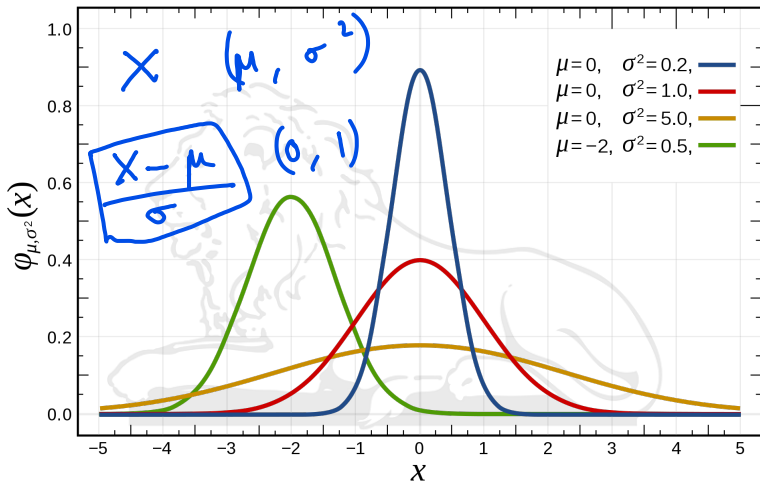 X (μ, σ²)
X − μ
σ
(0, 1)
μ=0, σ²=0.2,
μ=0, σ²=1.0,
μ=0, σ²=5.0,
μ=−2, σ²=0.5,
φμ,σ²(x)
1.0
0.8
0.6
0.4
0.2
0.0
−5 −4 −3 −2 −1 0 1 2 3 4 5
x